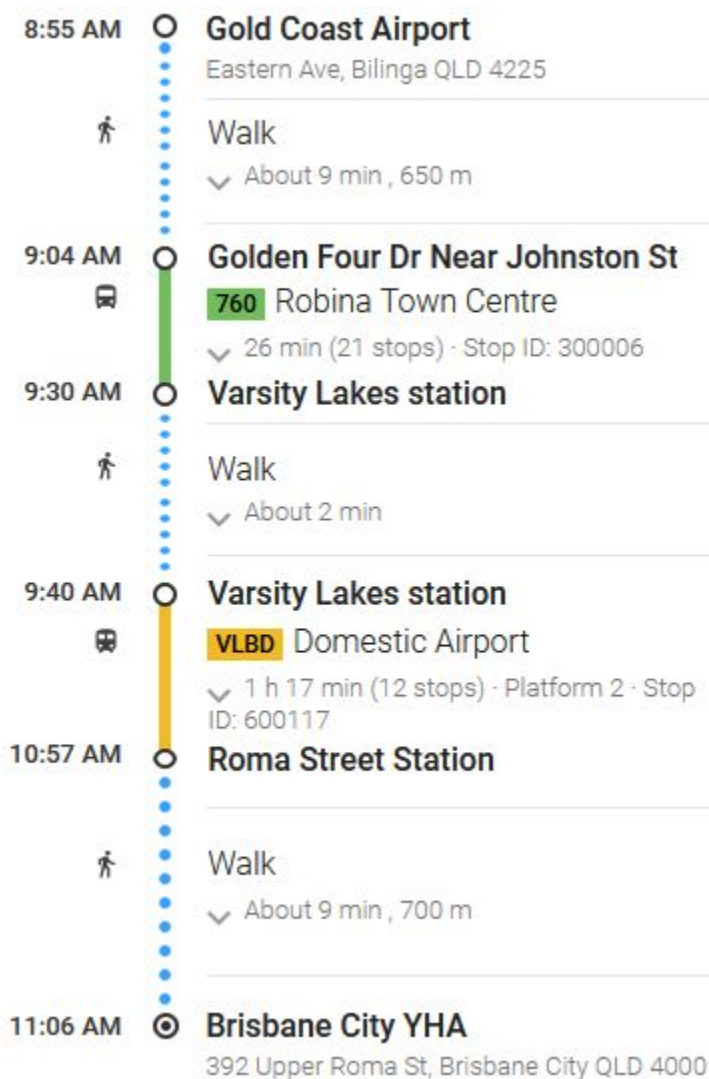 8:55 AM Gold Coast Airport
Eastern Ave, Bilinga QLD 4225
Walk
About 9 min , 650 m
9:04 AM Golden Four Dr Near Johnston St
760 Robina Town Centre
26 min (21 stops) · Stop ID: 300006
9:30 AM Varsity Lakes station
Walk
About 2 min
9:40 AM Varsity Lakes station
VLBD Domestic Airport
1 h 17 min (12 stops) · Platform 2 · Stop
ID: 600117
10:57 AM Roma Street Station
Walk
About 9 min , 700 m
11:06 AM Brisbane City YHA
392 Upper Roma St, Brisbane City QLD 4000